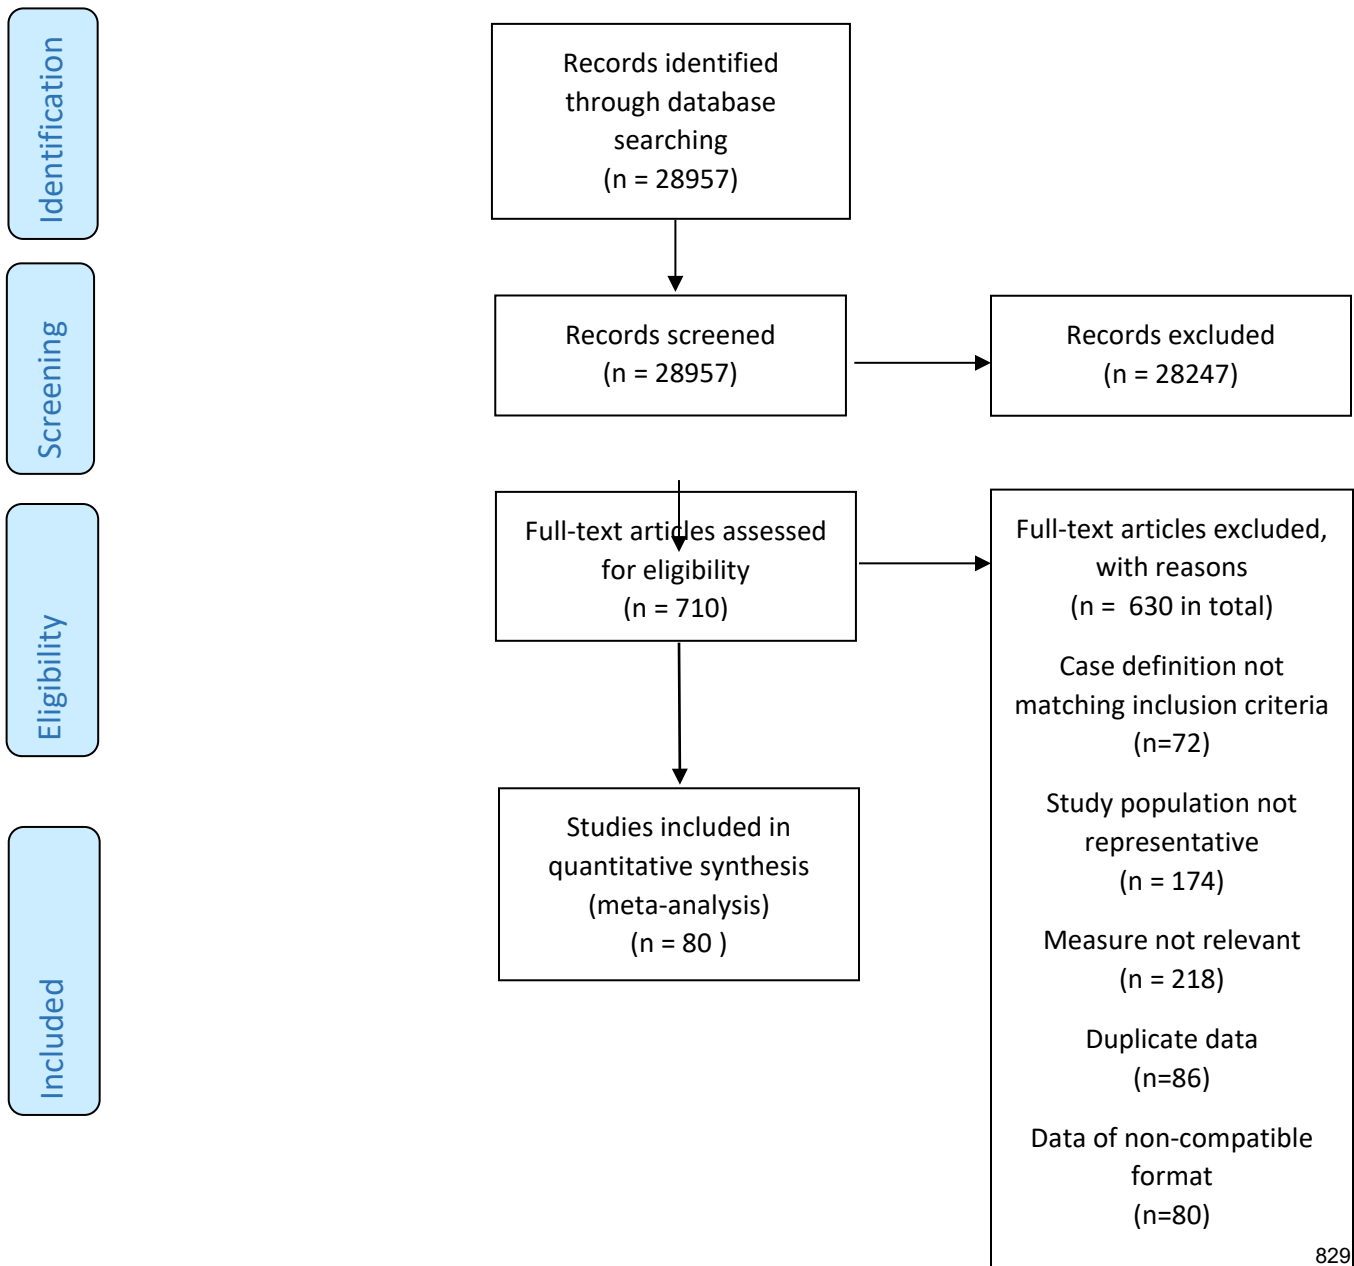 Identification
Records identified
through database
searching
(n = 28957)
Screening
Records screened
(n = 28957)
Records excluded
(n = 28247)
Eligibility
Full-text articles assessed
for eligibility
(n = 710)
Full-text articles excluded,
with reasons
(n =  630 in total)
Case definition not
matching inclusion criteria
(n=72)
Study population not
representative
(n = 174)
Measure not relevant
(n = 218)
Duplicate data
(n=86)
Data of non-compatible
format
(n=80)
Included
Studies included in
quantitative synthesis
(meta-analysis)
(n = 80 )
829